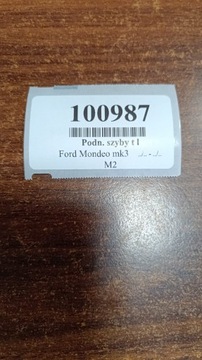 100987
Podn. szyby t l
Ford Mondeo mk3 ../.. - ../..
M2